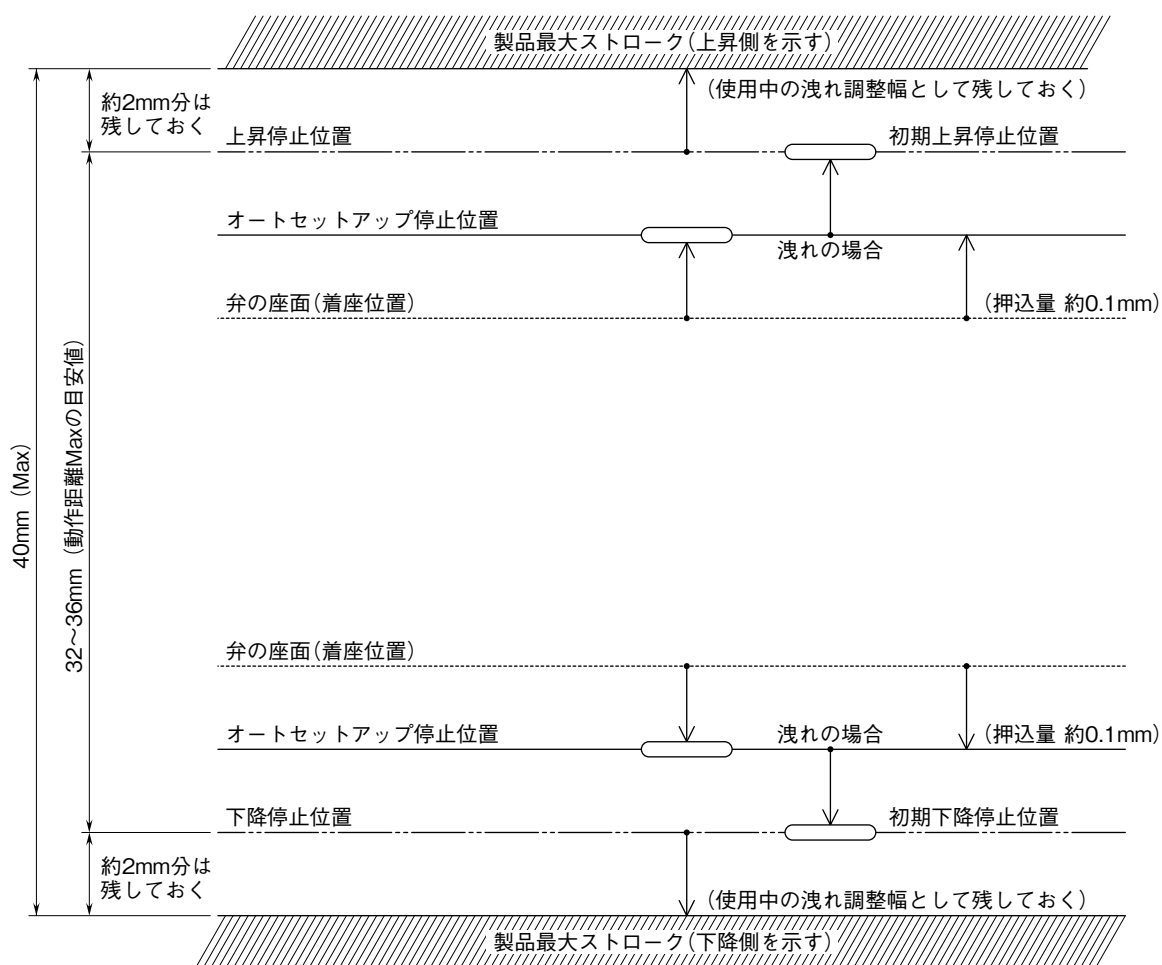 製品最大ストローク(上昇側を示す)
約2mm分は
残しておく
(使用中の洩れ調整幅として残しておく)
上昇停止位置
初期上昇停止位置
オートセットアップ停止位置
洩れの場合
弁の座面(着座位置)
(押込量 約0.1mm)
40mm (Max)
32〜36mm (動作距離Maxの目安値)
弁の座面(着座位置)
オートセットアップ停止位置
洩れの場合
(押込量 約0.1mm)
下降停止位置
初期下降停止位置
約2mm分は
残しておく
(使用中の洩れ調整幅として残しておく)
製品最大ストローク(下降側を示す)